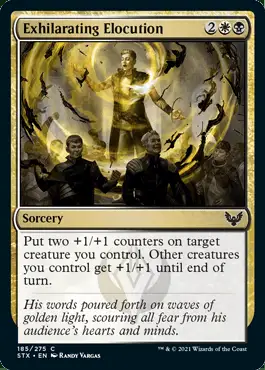 Exhilarating Elocution 2
Sorcery
Put two +1/+1 counters on target
creature you control. Other
creatures you control get +1/+1 until end of
turn.
His words poured forth on waves of
golden light, scouring all fear from his
audience's hearts and minds.
185/275 C
STX • EN RANDY VARGAS
™ & © 2021 Wizards of the Coast